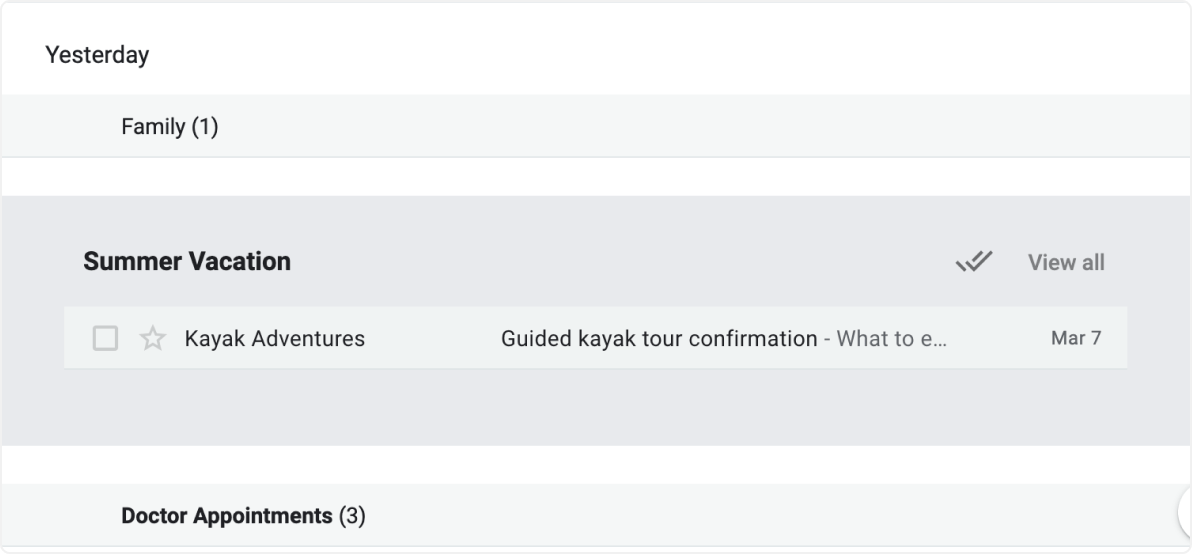 Yesterday
Family (1)
Summer Vacation View all
Kayak Adventures Guided kayak tour confirmation - What to e... Mar 7
Doctor Appointments (3)